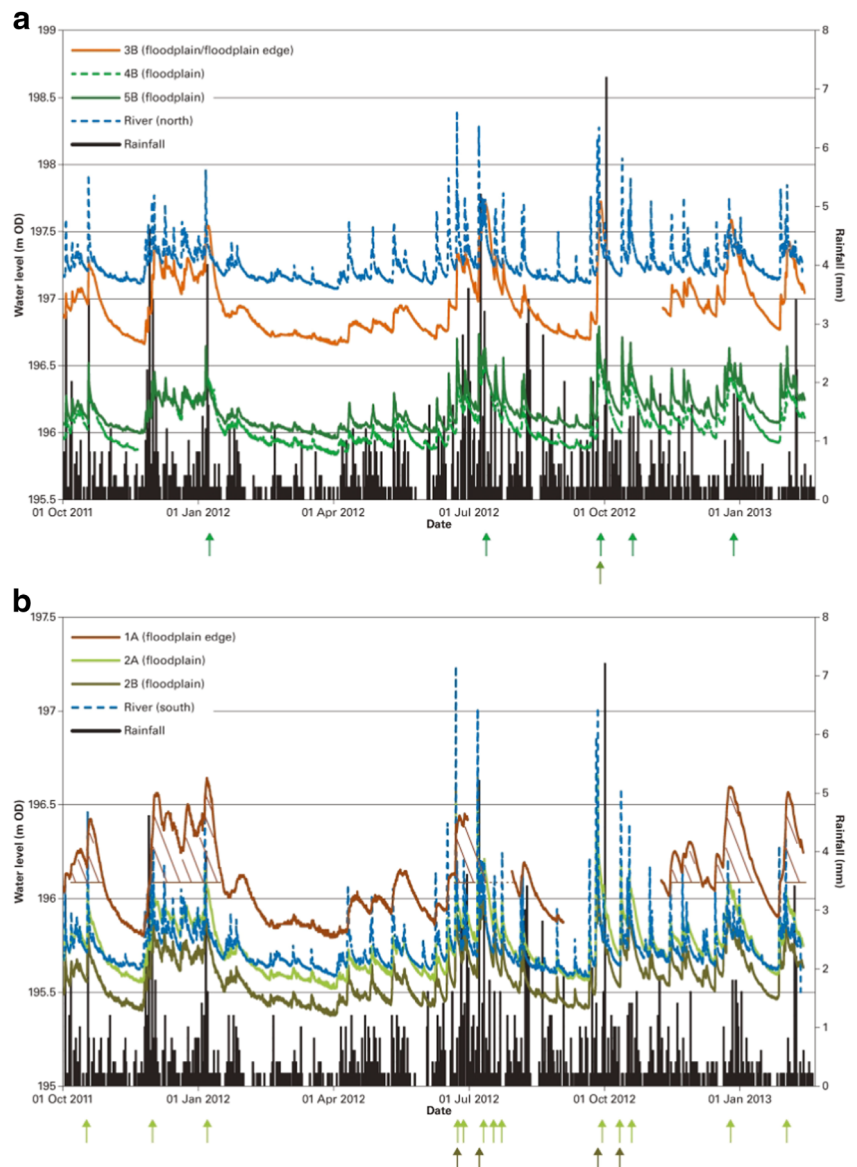 a
199
198.5
198
197.5
197
196.5
196
195.5
Water level (m OD)
3B (floodplain/floodplain edge)
4B (floodplain)
5B (floodplain)
River (north)
Rainfall
8
7
6
5
4
3
2
1
0
Rainfall (mm)
01 Oct 2011 01 Jan 2012 01 Apr 2012 01 Jul 2012 01 Oct 2012 01 Jan 2013
Date
b
197.5
197
196.5
196
195.5
195
Water level (m OD)
1A (floodplain edge)
2A (floodplain)
2B (floodplain)
River (south)
Rainfall
8
7
6
5
4
3
2
1
0
Rainfall (mm)
01 Oct 2011 01 Jan 2012 01 Apr 2012 01 Jul 2012 01 Oct 2012 01 Jan 2013
Date